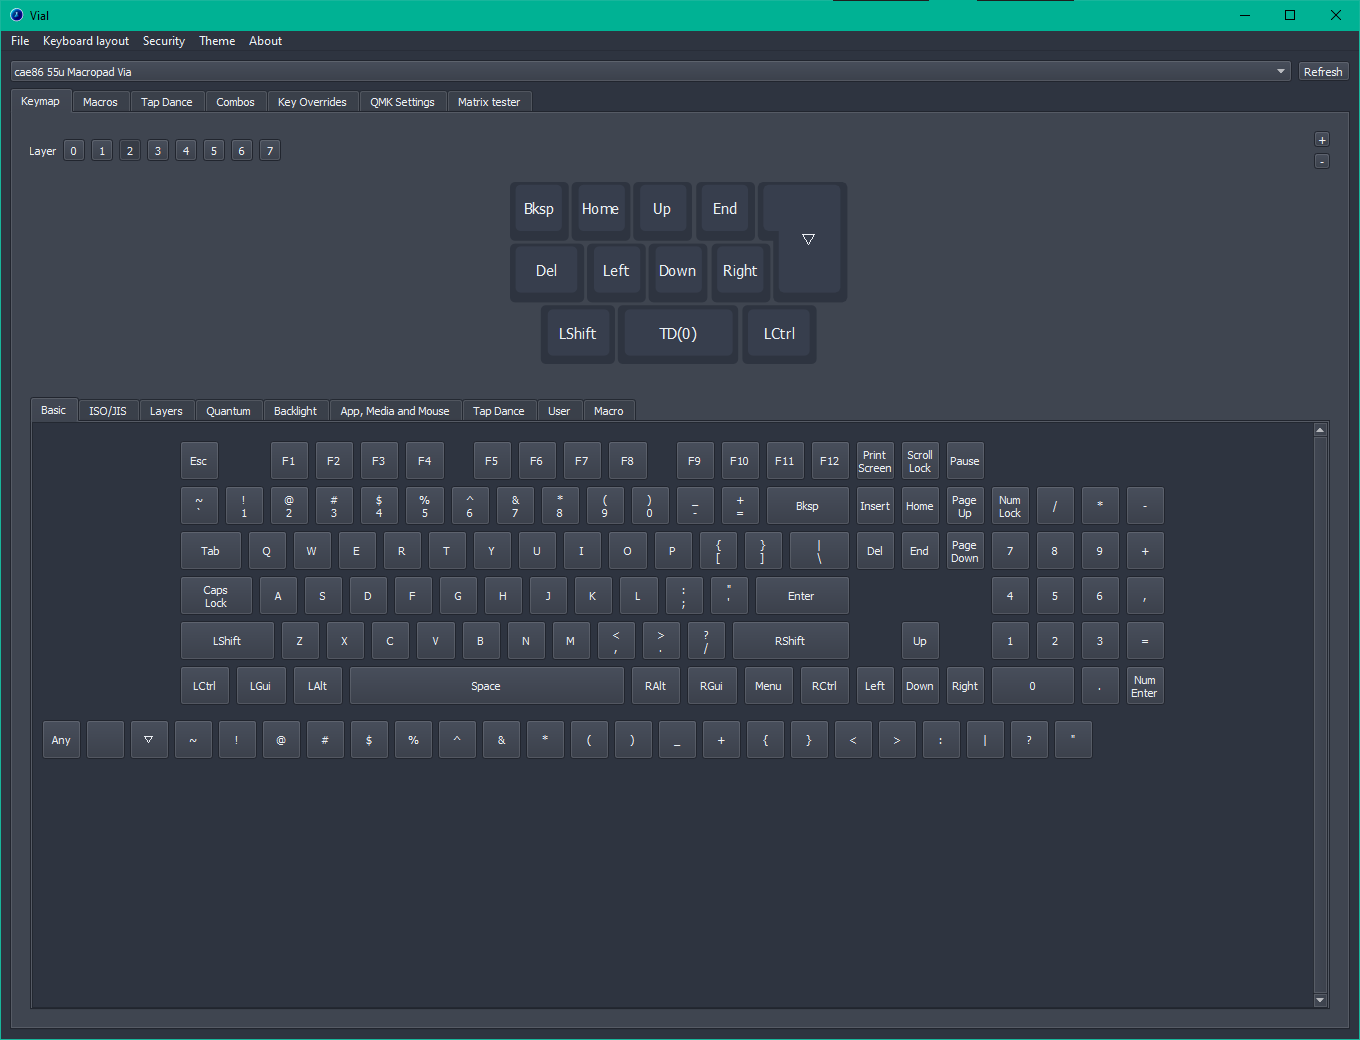 Vial
File Keyboard layout Security Theme About
cae86 55u Macropad Via Refresh
Keymap Macros Tap Dance Combos Key Overrides QMK Settings Matrix tester
Layer 0 1 2 3 4 5 6 7 +
-
Bksp Home Up End
▽
Del Left Down Right
LShift TD(0) LCtrl
Basic ISO/JIS Layers Quantum Backlight App, Media and Mouse Tap Dance User Macro
Esc F1 F2 F3 F4 F5 F6 F7 F8 F9 F10 F11 F12 Print Screen Scroll Lock Pause
~ ! @ # $ % ^ & * ( ) _ + Bksp Insert Home Page Up Num Lock / * -
` 1 2 3 4 5 6 7 8 9 0 - =
Tab Q W E R T Y U I O P { } | Del End Page Down 7 8 9 +
[ ] \
Caps Lock A S D F G H J K L : " Enter 4 5 6 ,
; '
LShift Z X C V B N M < > ? RShift Up 1 2 3 =
, . /
LCtrl LGui LAlt Space RAlt RGui Menu RCtrl Left Down Right 0 . Num Enter
Any ▽ ~ ! @ # $ % ^ & * ( ) _ + { } < > : | ? "